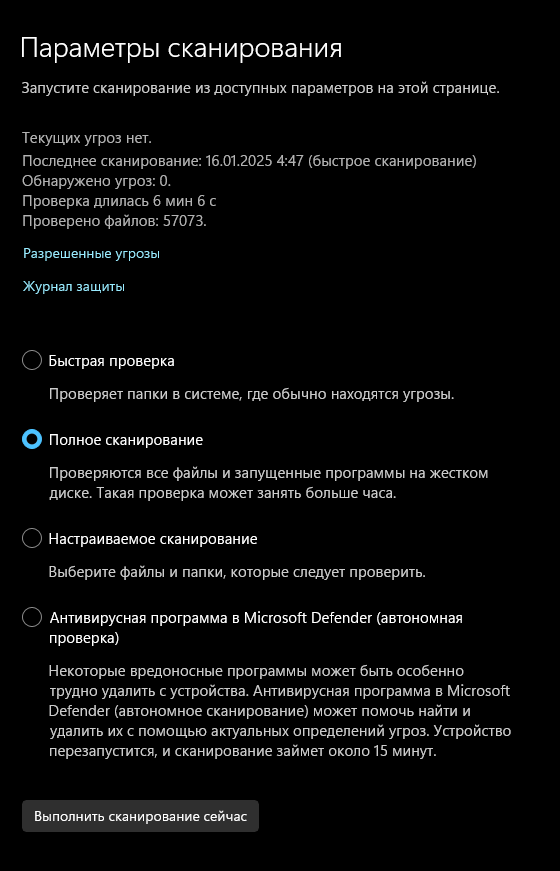 Параметры сканирования
Запустите сканирование из доступных параметров на этой странице.
Текущих угроз нет.
Последнее сканирование: 16.01.2025 4:47 (быстрое сканирование)
Обнаружено угроз: 0.
Проверка длилась 6 мин 6 с
Проверено файлов: 57073.
Разрешенные угрозы
Журнал защиты
Быстрая проверка
Проверяет папки в системе, где обычно находятся угрозы.
Полное сканирование
Проверяются все файлы и запущенные программы на жестком
диске. Такая проверка может занять больше часа.
Настраиваемое сканирование
Выберите файлы и папки, которые следует проверить.
Антивирусная программа в Microsoft Defender (автономная
проверка)
Некоторые вредоносные программы может быть особенно
трудно удалить с устройства. Антивирусная программа в Microsoft
Defender (автономное сканирование) может помочь найти и
удалить их с помощью актуальных определений угроз. Устройство
перезапустится, и сканирование займет около 15 минут.
Выполнить сканирование сейчас